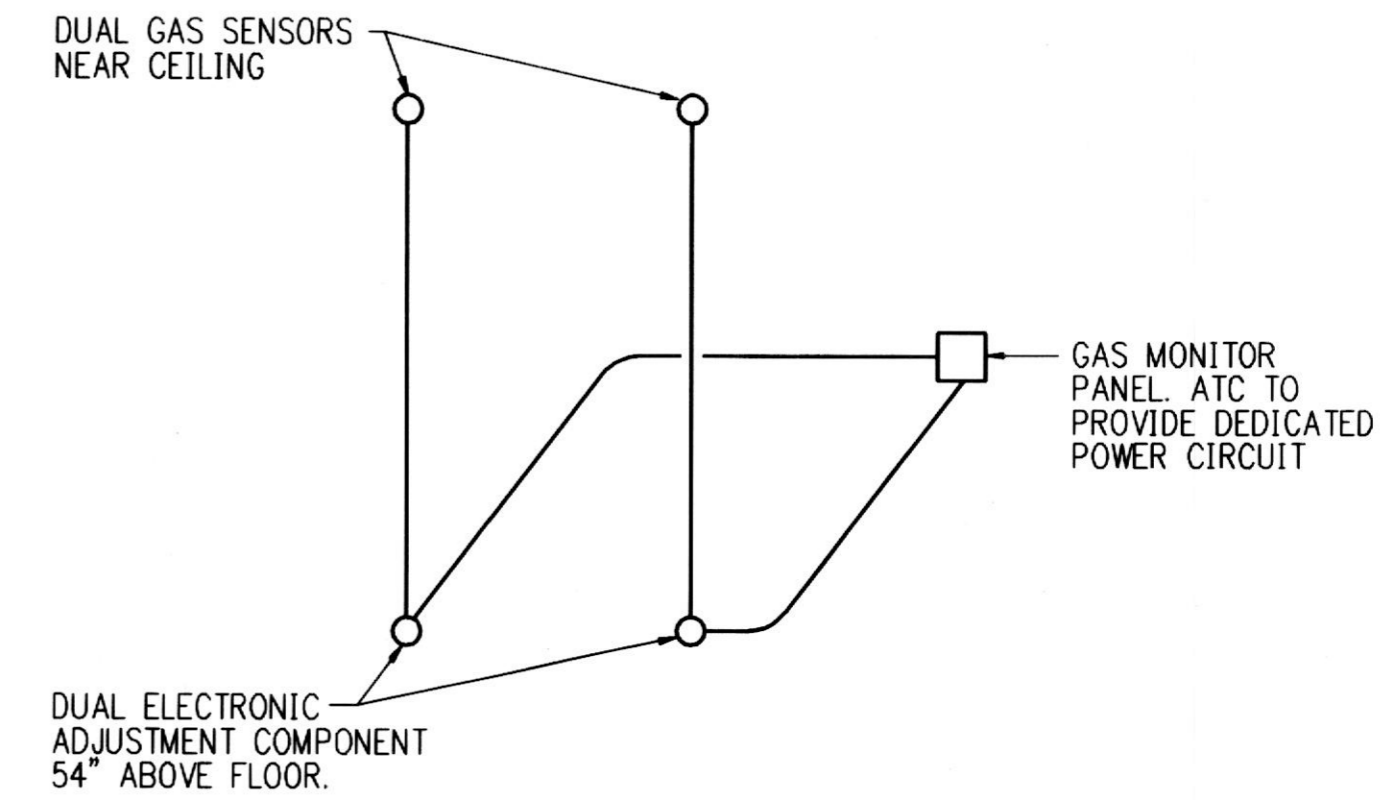 DUAL GAS SENSORS
NEAR CEILING
GAS MONITOR
PANEL. ATC TO
PROVIDE DEDICATED
POWER CIRCUIT
DUAL ELECTRONIC
ADJUSTMENT COMPONENT
54" ABOVE FLOOR.